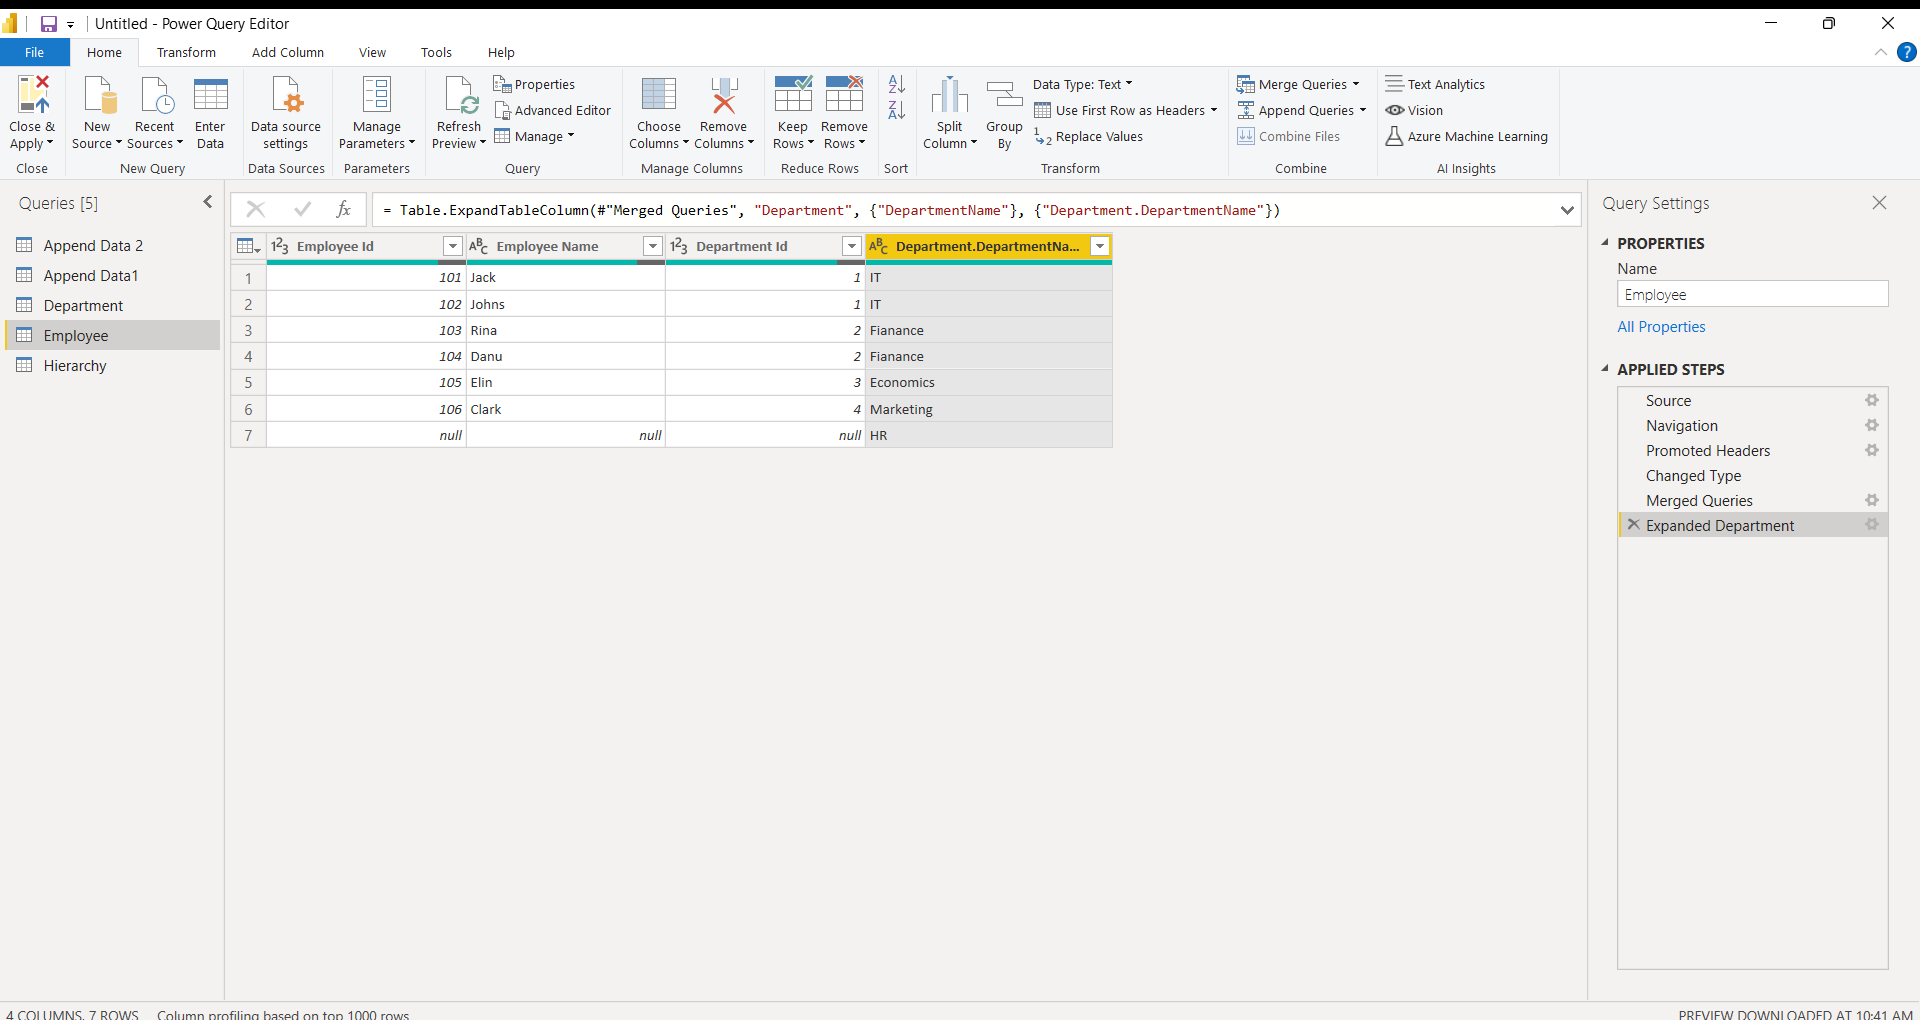 Untitled - Power Query Editor
File Home Transform Add Column View Tools Help
Close & Apply
Close
New Source
Recent Sources
Enter Data
New Query
Data source settings
Data Sources
Manage Parameters
Parameters
Refresh Preview
Properties
Advanced Editor
Manage
Query
Choose Columns
Remove Columns
Manage Columns
Keep Rows
Remove Rows
Reduce Rows
Sort
Split Column
Group By
Data Type: Text
Use First Row as Headers
Replace Values
Transform
Merge Queries
Append Queries
Combine Files
Combine
Text Analytics
Vision
Azure Machine Learning
AI Insights
Queries [5]
Append Data 2
Append Data1
Department
Employee
Hierarchy
= Table.ExpandTableColumn(#"Merged Queries", "Department", {"DepartmentName"}, {"Department.DepartmentName"})
Employee Id Employee Name Department Id Department.DepartmentNa...
1 101 Jack 1 IT
2 102 Johns 1 IT
3 103 Rina 2 Fianance
4 104 Danu 2 Fianance
5 105 Elin 3 Economics
6 106 Clark 4 Marketing
7 null null null HR
Query Settings
PROPERTIES
Name
Employee
All Properties
APPLIED STEPS
Source
Navigation
Promoted Headers
Changed Type
Merged Queries
Expanded Department
4 COLUMNS, 7 ROWS Column profiling based on top 1000 rows
PREVIEW DOWNLOADED AT 10:41 AM